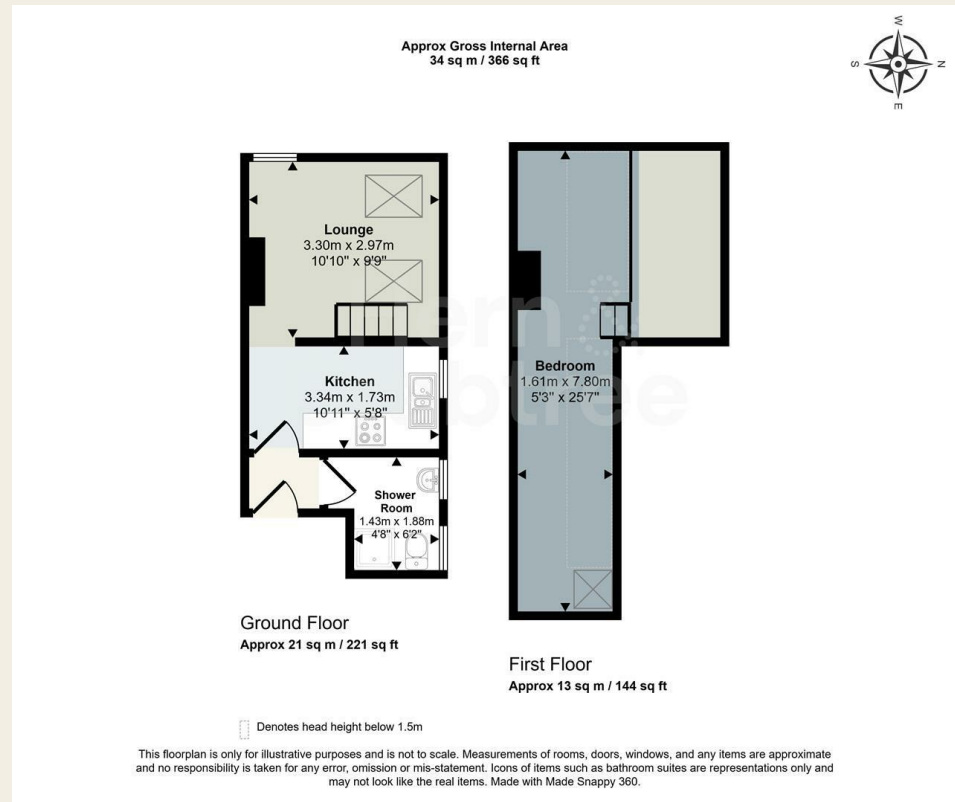 Approx Gross Internal Area
34 sq m / 366 sq ft
W
S
N
E
Lounge
3.30m x 2.97m
10'10" x 9'9"
Kitchen
3.34m x 1.73m
10'11" x 5'8"
Shower
Room
1.43m x 1.88m
4'8" x 6'2"
Bedroom
1.61m x 7.80m
5'3" x 25'7"
Ground Floor
Approx 21 sq m / 221 sq ft
First Floor
Approx 13 sq m / 144 sq ft
Denotes head height below 1.5m
This floorplan is only for illustrative purposes and is not to scale. Measurements of rooms, doors, windows, and any items are approximate
and no responsibility is taken for any error, omission or mis-statement. Icons of items such as bathroom suites are representations only and
may not look like the real items. Made with Made Snappy 360.